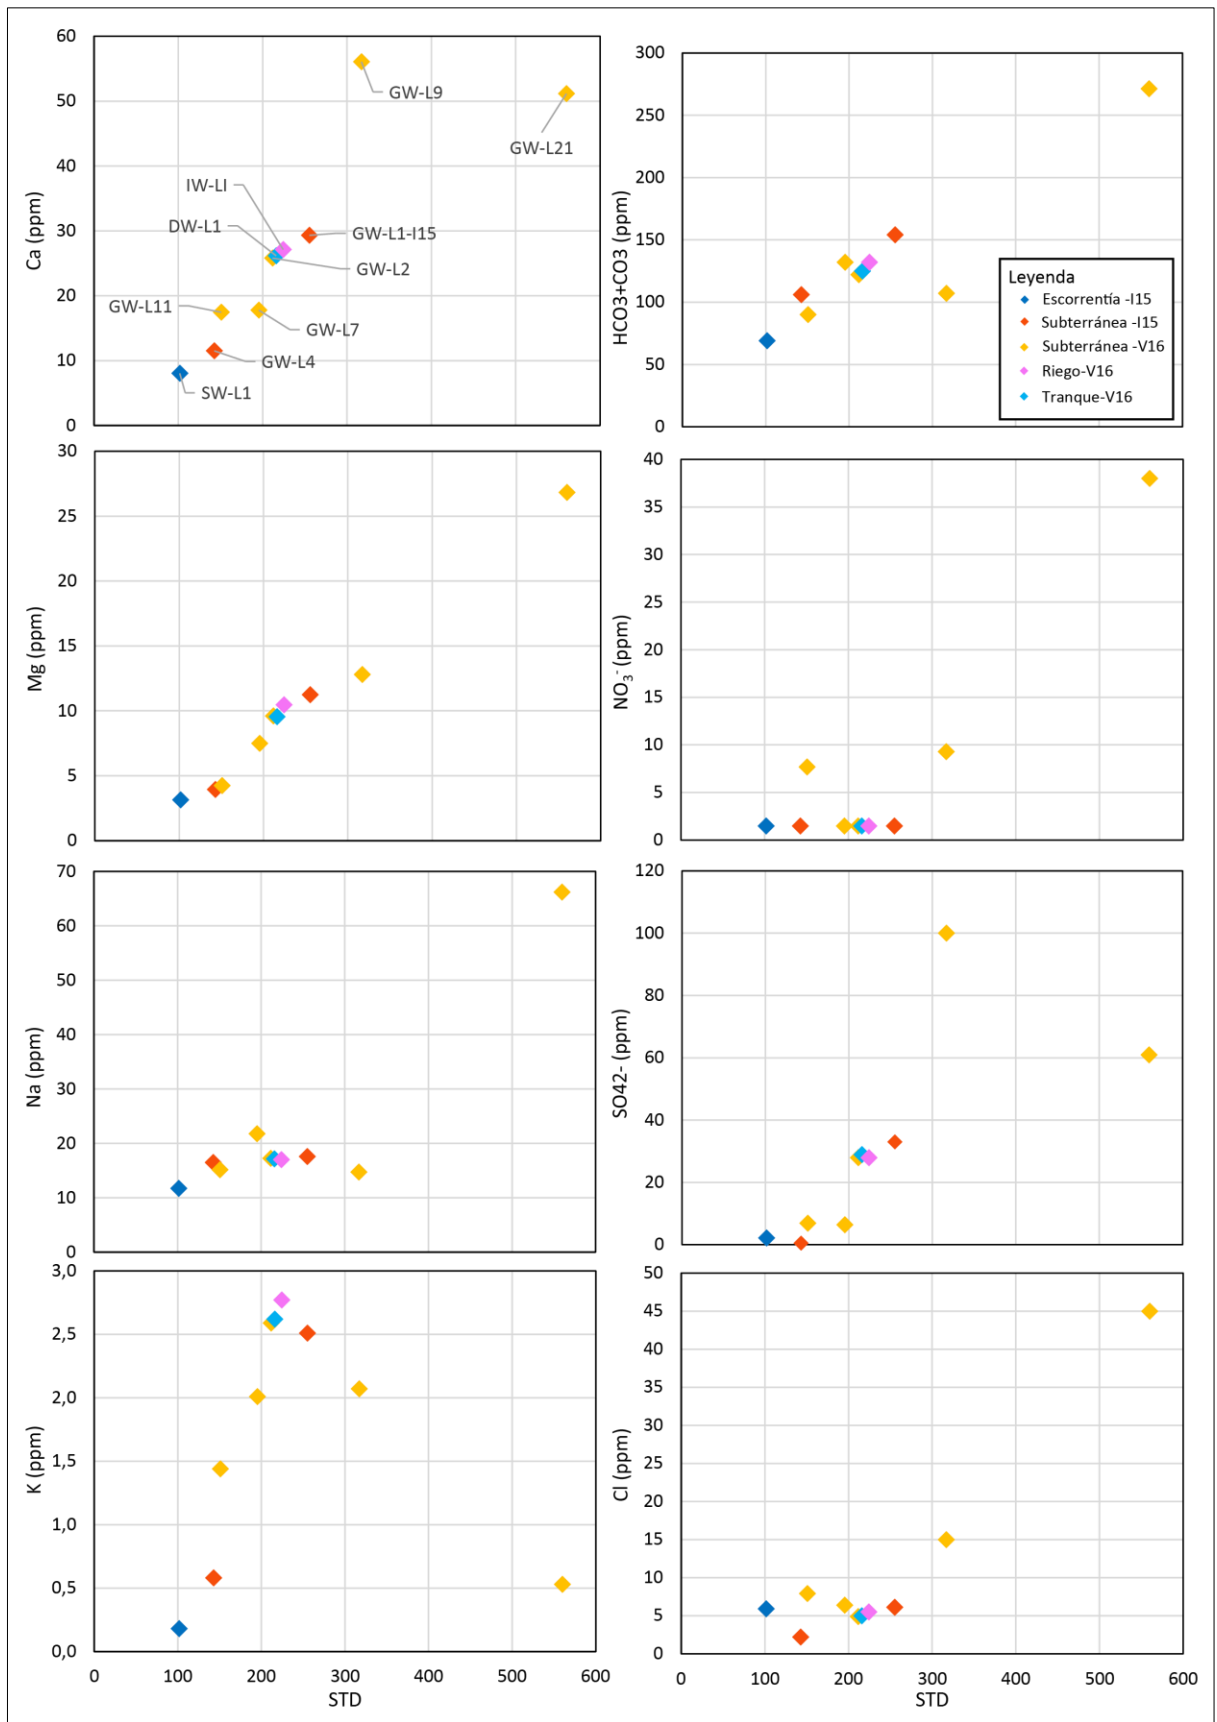 60
50
40
30
20
10
0
Ca (ppm)
GW-L9
GW-L21
IW-LI
DW-L1
GW-L1-I15
GW-L2
GW-L11
GW-L7
GW-L4
SW-L1
300
250
200
150
100
50
0
HCO3+CO3 (ppm)
Leyenda
Escorrentía -I15
Subterránea -I15
Subterránea -V16
Riego-V16
Tranque-V16
30
25
20
15
10
5
0
Mg (ppm)
40
35
30
25
20
15
10
5
0
NO₃⁻ (ppm)
70
60
50
40
30
20
10
0
Na (ppm)
120
100
80
60
40
20
0
SO42- (ppm)
3,0
2,5
2,0
1,5
1,0
0,5
0,0
K (ppm)
0 100 200 300 400 500 600
STD
50
45
40
35
30
25
20
15
10
5
0
Cl (ppm)
0 100 200 300 400 500 600
STD